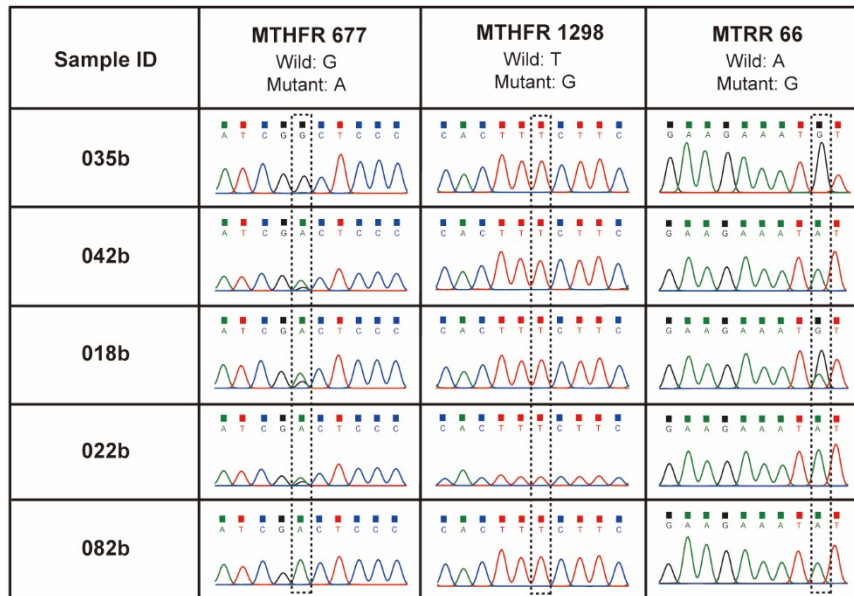 Sample ID
MTHFR 677
Wild: G
Mutant: A
MTHFR 1298
Wild: T
Mutant: G
MTRR 66
Wild: A
Mutant: G
035b
A T C G G C T C C C
C A C T T T C T T C
G A A G A A A T G T
042b
A T C G A C T C C C
C A C T T T C T T C
G A A G A A A T A T
018b
A T C G A C T C C C
C A C T T T C T T C
G A A G A A A T G T
022b
A T C G A C T C C C
C A C T T T C T T C
G A A G A A A T A T
082b
A T C G A C T C C C
C A C T T T C T T C
G A A G A A A T A T